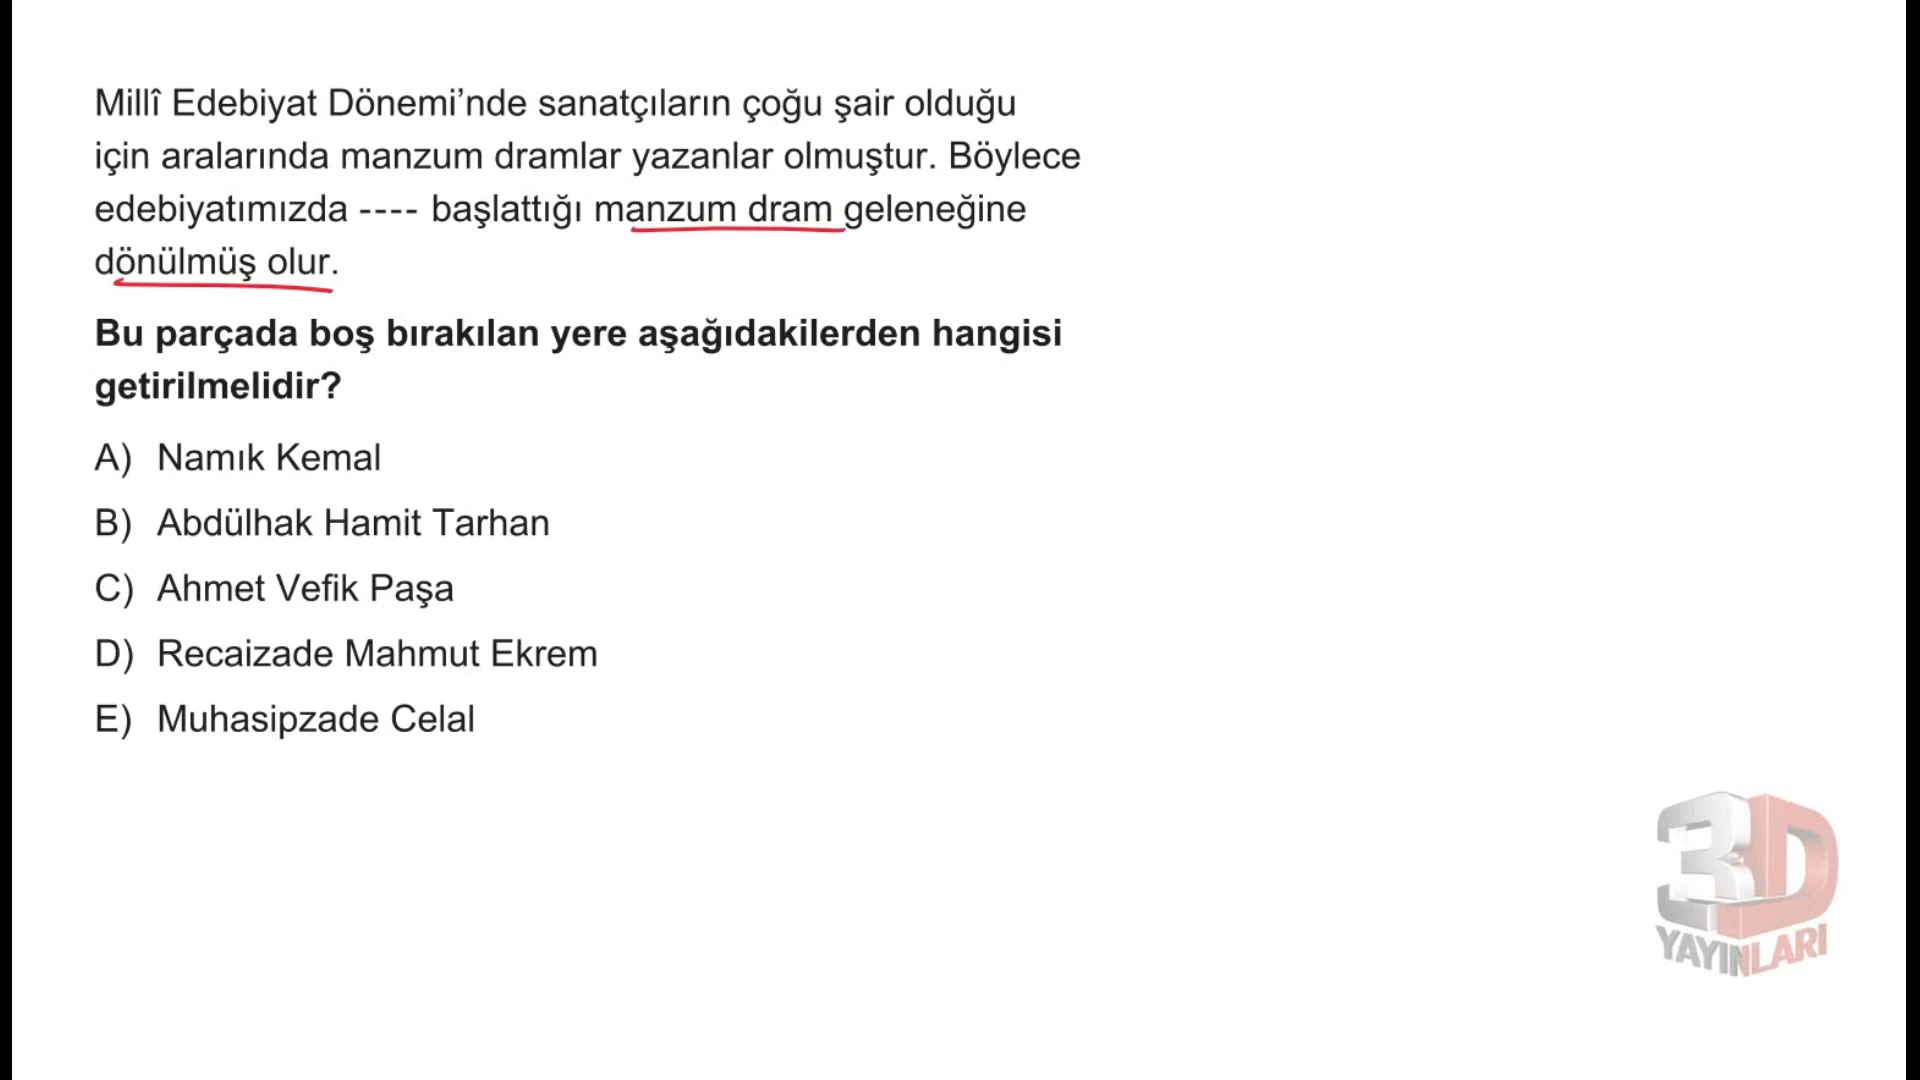 Millî Edebiyat Dönemi’nde sanatçıların çoğu şair olduğu
için aralarında manzum dramlar yazanlar olmuştur. Böylece
edebiyatımızda ---- başlattığı manzum dram geleneğine
dönülmüş olur.
Bu parçada boş bırakılan yere aşağıdakilerden hangisi
getirilmelidir?
A) Namık Kemal
B) Abdülhak Hamit Tarhan
C) Ahmet Vefik Paşa
D) Recaizade Mahmut Ekrem
E) Muhasipzade Celal
3D
YAYINLARI